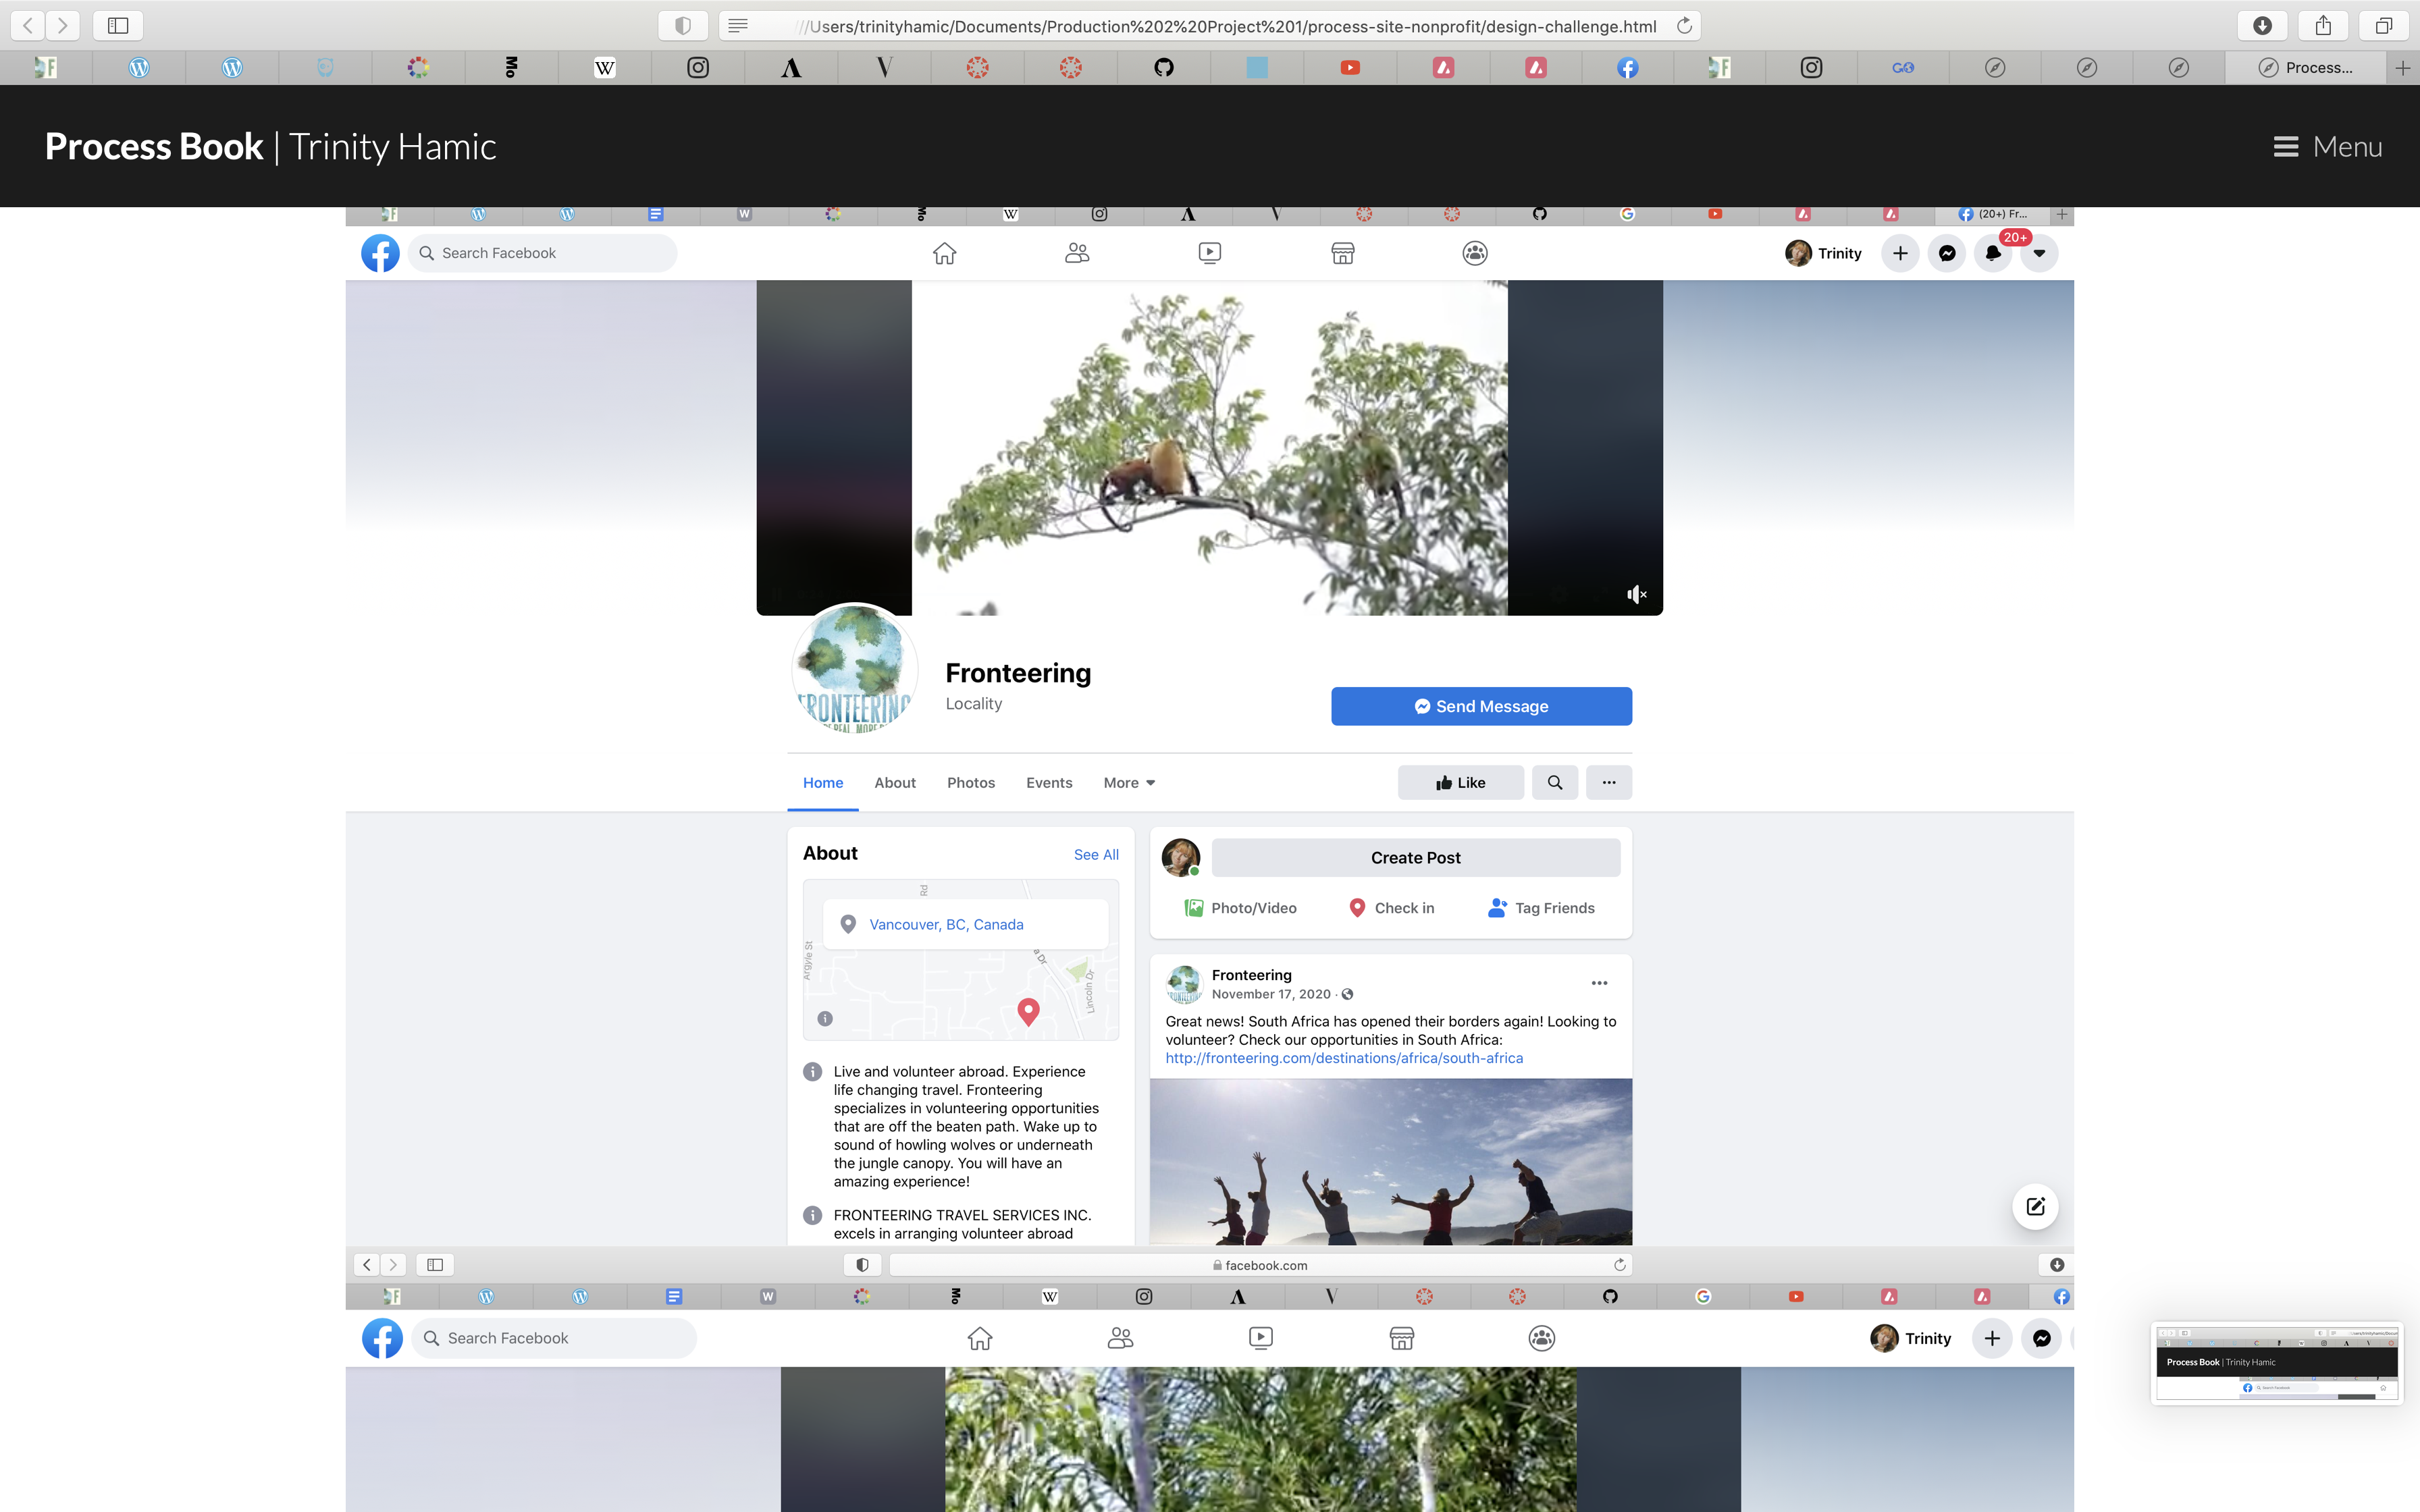 ///Users/trinityhamic/Documents/Production%202%20Project%201/process-site-nonprofit/design-challenge.html
F
Mo
W
Process...
Process Book | Trinity Hamic
Menu
F
W
Mo
W
G
(20+) Fr...
Search Facebook
Trinity
20+
FRONTEERING
Fronteering
Locality
Send Message
Home
About
Photos
Events
More
Like
About
See All
Rd
Vancouver, BC, Canada
Argyle St
a Dr
Lincoln Dr
Live and volunteer abroad. Experience
life changing travel. Fronteering
specializes in volunteering opportunities
that are off the beaten path. Wake up to
sound of howling wolves or underneath
the jungle canopy. You will have an
amazing experience!
FRONTEERING TRAVEL SERVICES INC.
excels in arranging volunteer abroad
Create Post
Photo/Video
Check in
Tag Friends
Fronteering
November 17, 2020 ·
Great news! South Africa has opened their borders again! Looking to
volunteer? Check our opportunities in South Africa:
http://fronteering.com/destinations/africa/south-africa
facebook.com
F
W
Mo
W
G
Search Facebook
Trinity
Process Book | Trinity Hamic